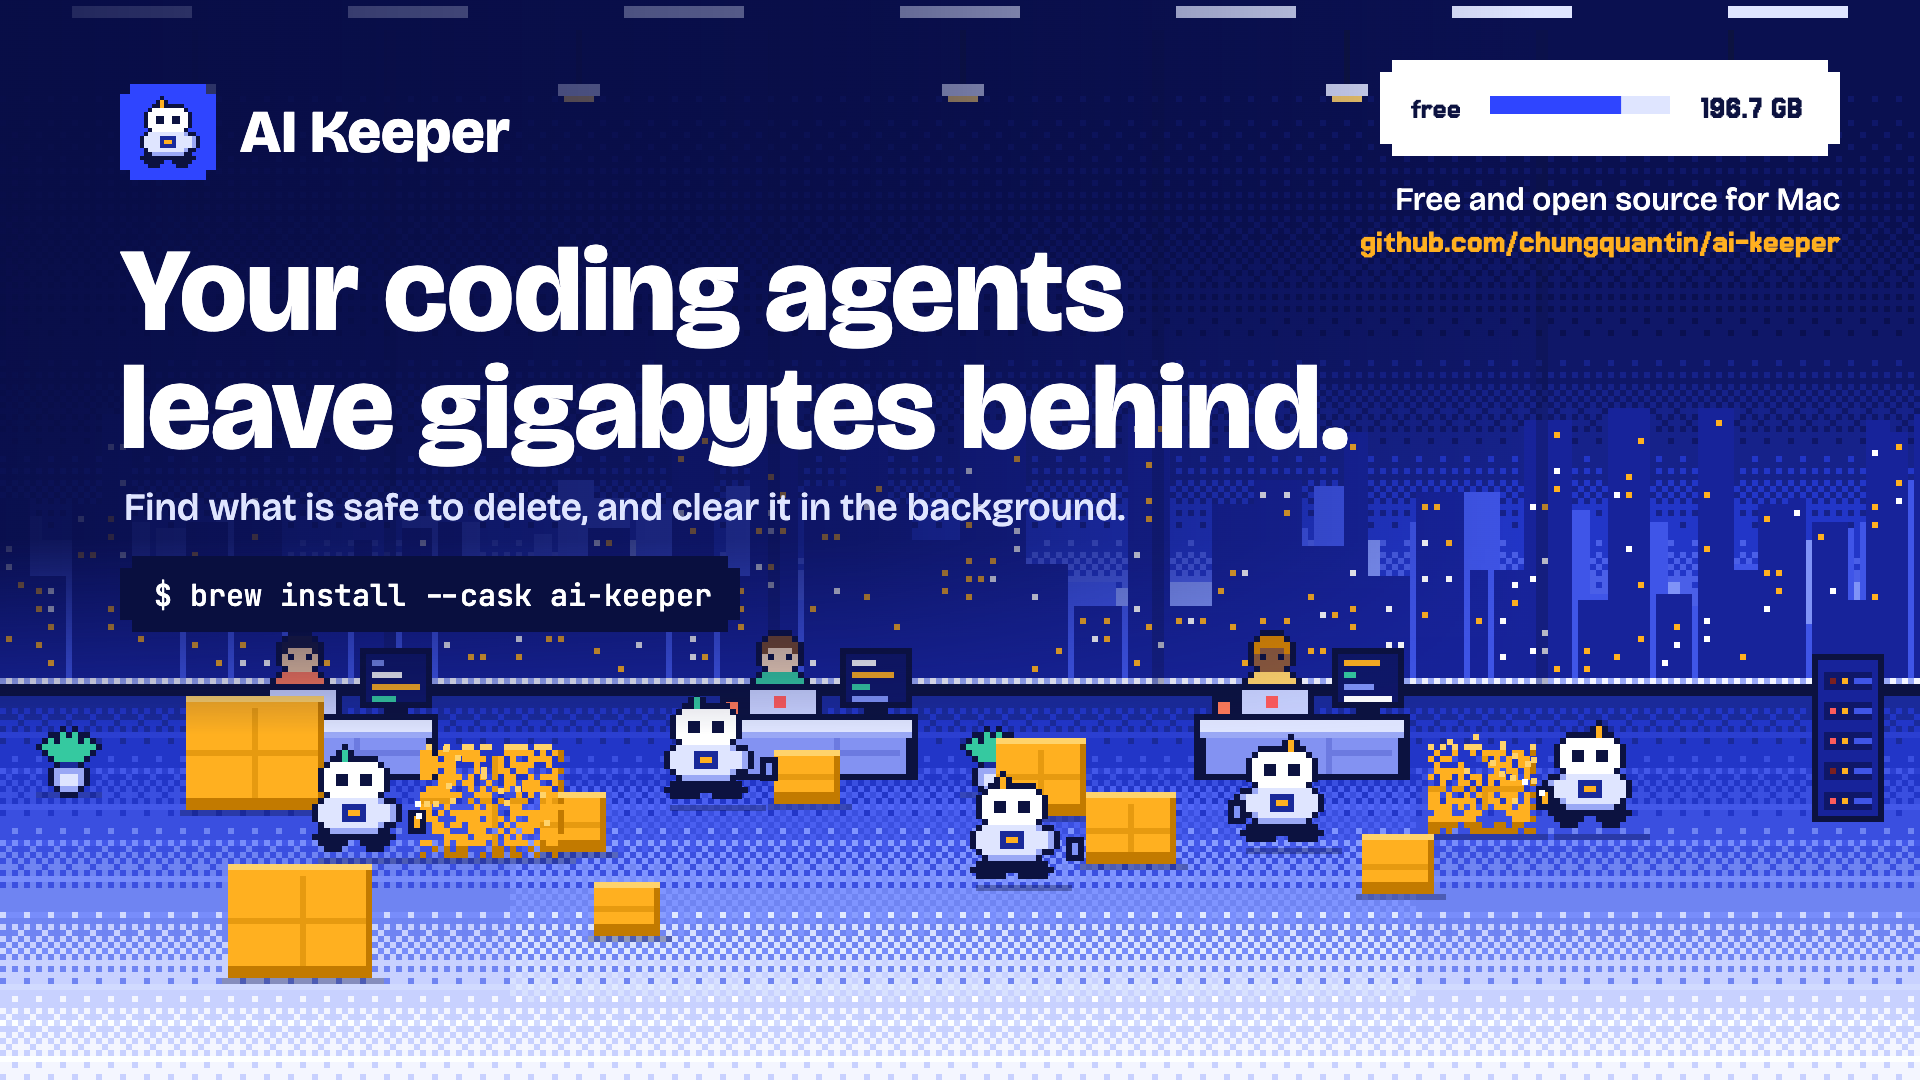 AI Keeper
free 196.7 GB
Free and open source for Mac
github.com/chungquantin/ai-keeper
Your coding agents
leave gigabytes behind.
Find what is safe to delete, and clear it in the background.
$ brew install --cask ai-keeper